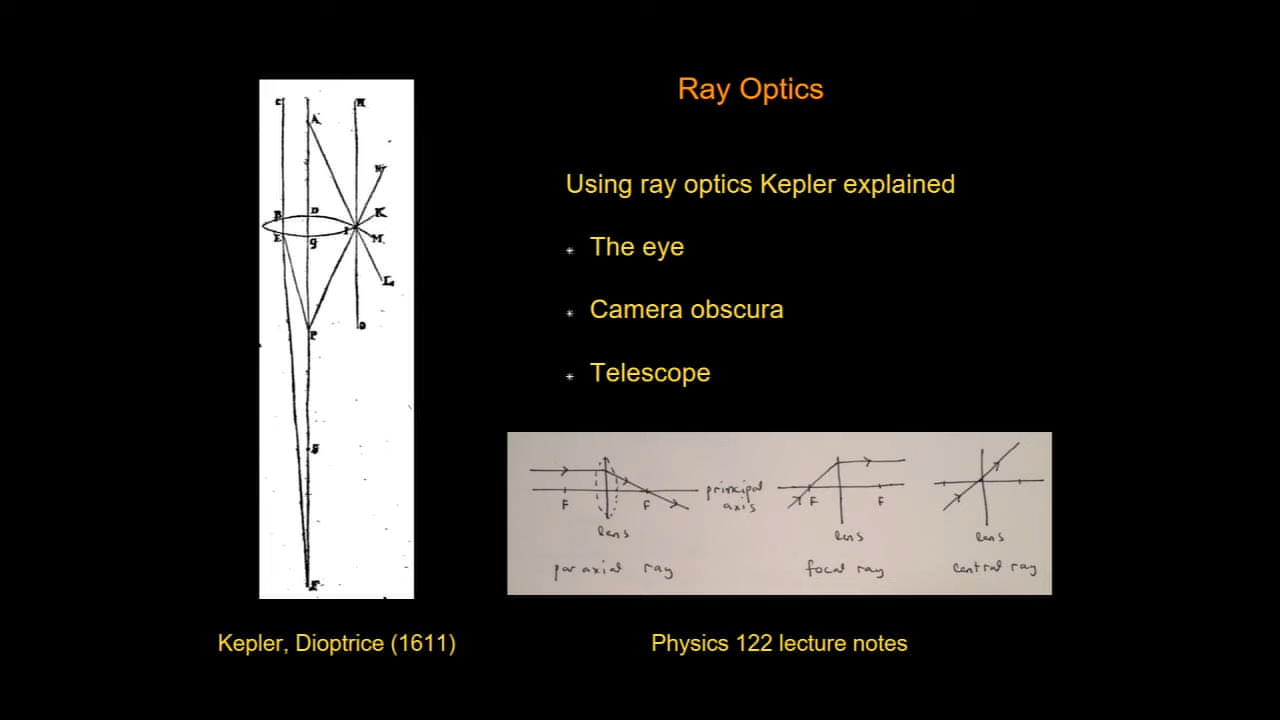 Ray Optics
Using ray optics Kepler explained
* The eye
* Camera obscura
* Telescope
C H
A
N
B D K
I
E g M
L
F O
G
F
principal
axis
F F
F F
lens
lens
lens
paraxial ray
focal ray
central ray
Kepler, Dioptrice (1611)
Physics 122 lecture notes